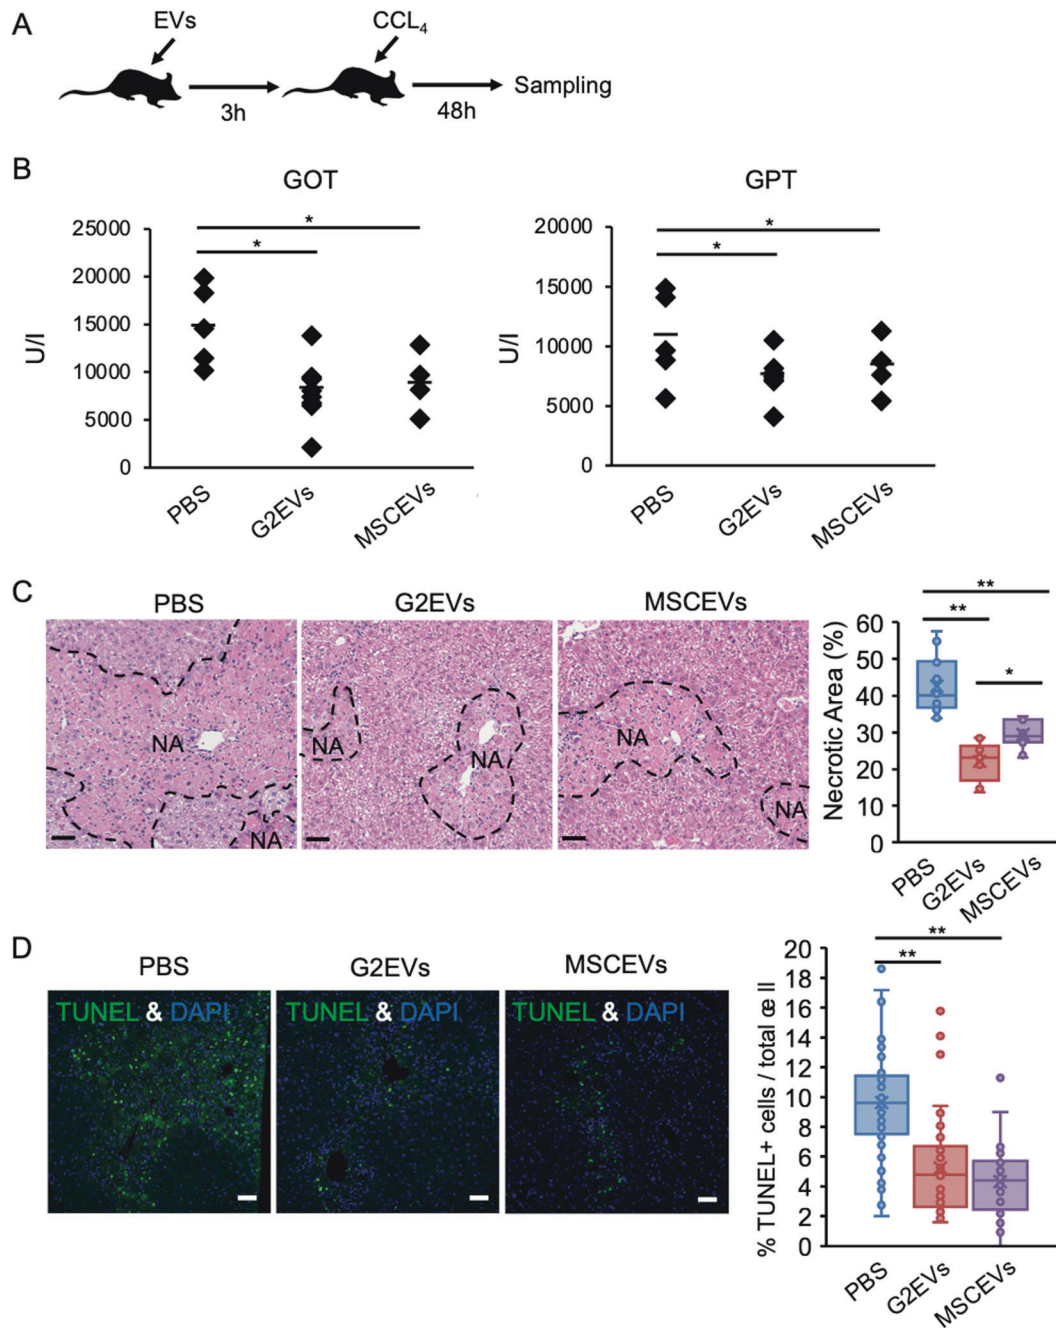 A
EVs
CCL4
3h
48h
Sampling
B
GOT
GPT
25000
20000
15000
10000
5000
0
U/l
*
*
PBS
G2EVs
MSCEVs
20000
15000
10000
5000
0
U/l
*
*
PBS
G2EVs
MSCEVs
C
PBS
G2EVs
MSCEVs
NA
NA
NA
NA
NA
NA
**
**
*
60
50
40
30
20
10
0
Necrotic Area (%)
PBS
G2EVs
MSCEVs
D
PBS
G2EVs
MSCEVs
TUNEL & DAPI
TUNEL & DAPI
TUNEL & DAPI
**
**
20
18
16
14
12
10
8
6
4
2
0
% TUNEL+ cells / total œ ll
PBS
G2EVs
MSCEVs